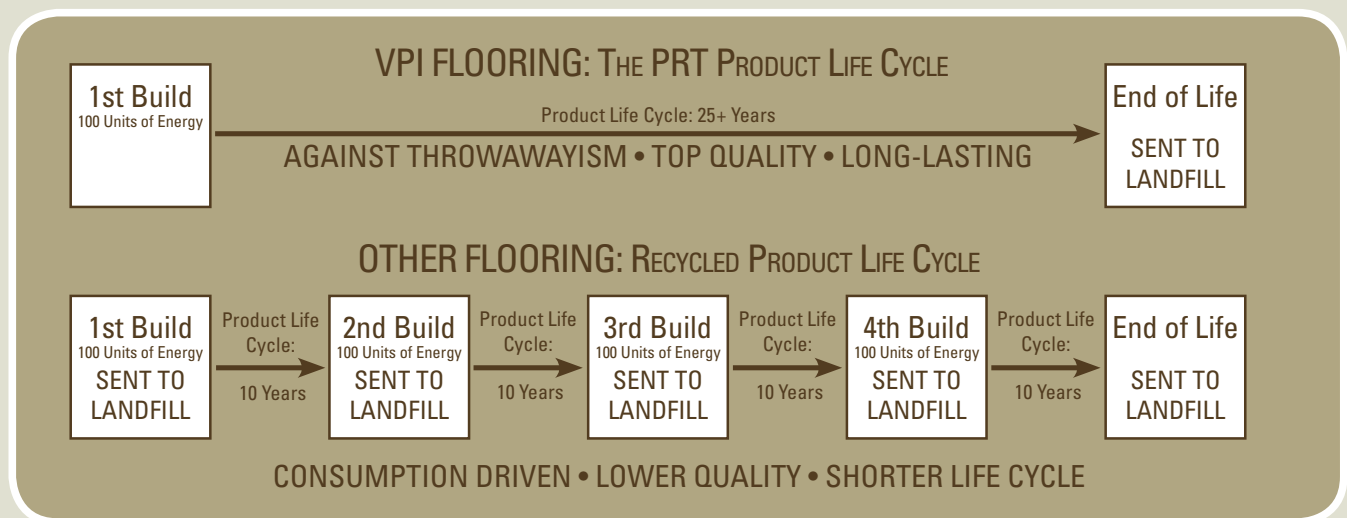 VPI FLOORING: THE PRT PRODUCT LIFE CYCLE
1st Build
100 Units of Energy
Product Life Cycle: 25+ Years
AGAINST THROWAWAYISM • TOP QUALITY • LONG-LASTING
End of Life
SENT TO
LANDFILL
OTHER FLOORING: RECYCLED PRODUCT LIFE CYCLE
1st Build
100 Units of Energy
SENT TO
LANDFILL
Product Life
Cycle:
10 Years
2nd Build
100 Units of Energy
SENT TO
LANDFILL
Product Life
Cycle:
10 Years
3rd Build
100 Units of Energy
SENT TO
LANDFILL
Product Life
Cycle:
10 Years
4th Build
100 Units of Energy
SENT TO
LANDFILL
Product Life
Cycle:
10 Years
End of Life
SENT TO
LANDFILL
CONSUMPTION DRIVEN • LOWER QUALITY • SHORTER LIFE CYCLE